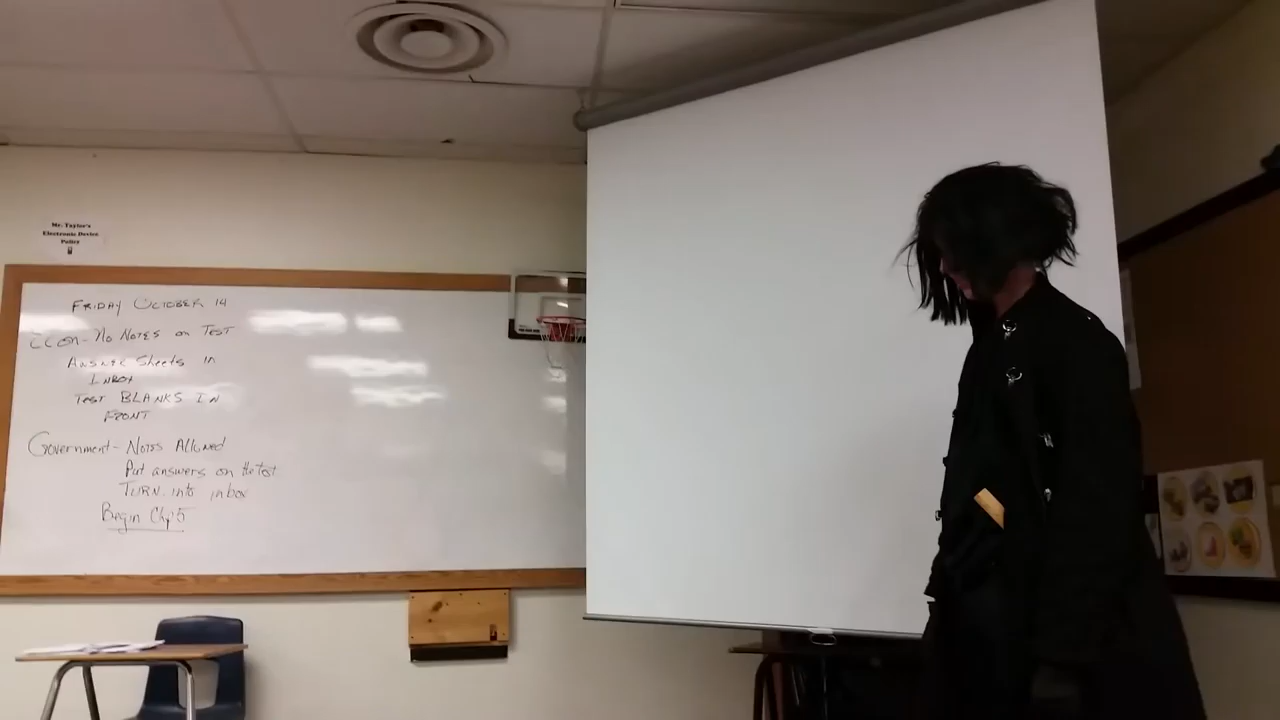 Mr. Taylor's
Electronic Device
Policy
FRIDAY OCTOBER 14
ECON - No NOTES on TEST
ANSWER Sheets in
INBOX
Test BLANKS IN
FRONT
Government - Notes Allowed
Put answers on the test
TURN into inbox
Begin Chp 5